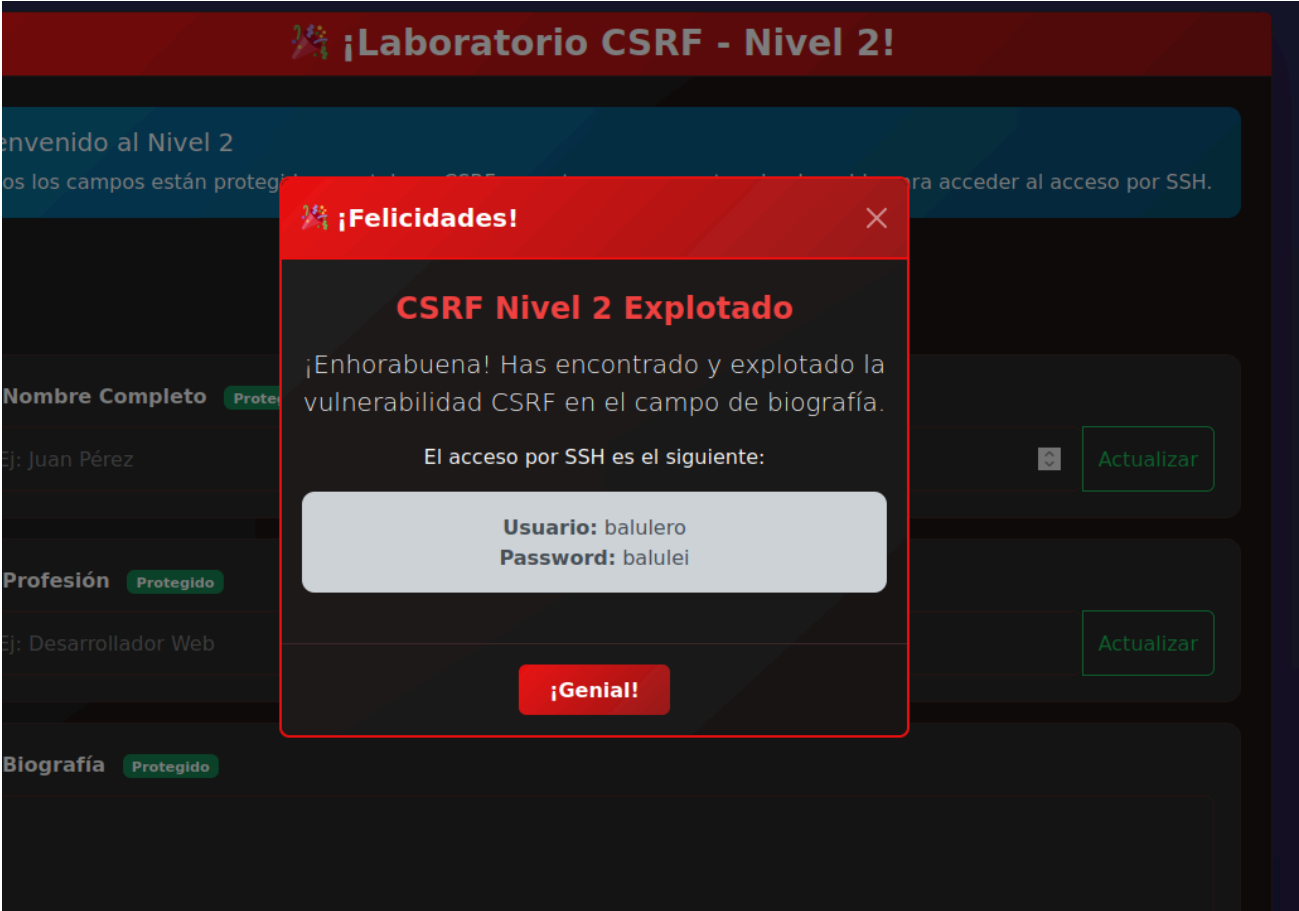 🎉 ¡Laboratorio CSRF - Nivel 2!
envenido al Nivel 2
os los campos están proteg
ra acceder al acceso por SSH.
🎉 ¡Felicidades!
CSRF Nivel 2 Explotado
¡Enhorabuena! Has encontrado y explotado la
vulnerabilidad CSRF en el campo de biografía.
El acceso por SSH es el siguiente:
Usuario: balulero
Password: balulei
¡Genial!
Nombre Completo Prote
Ej: Juan Pérez
Actualizar
Profesión Protegido
Ej: Desarrollador Web
Actualizar
Biografía Protegido